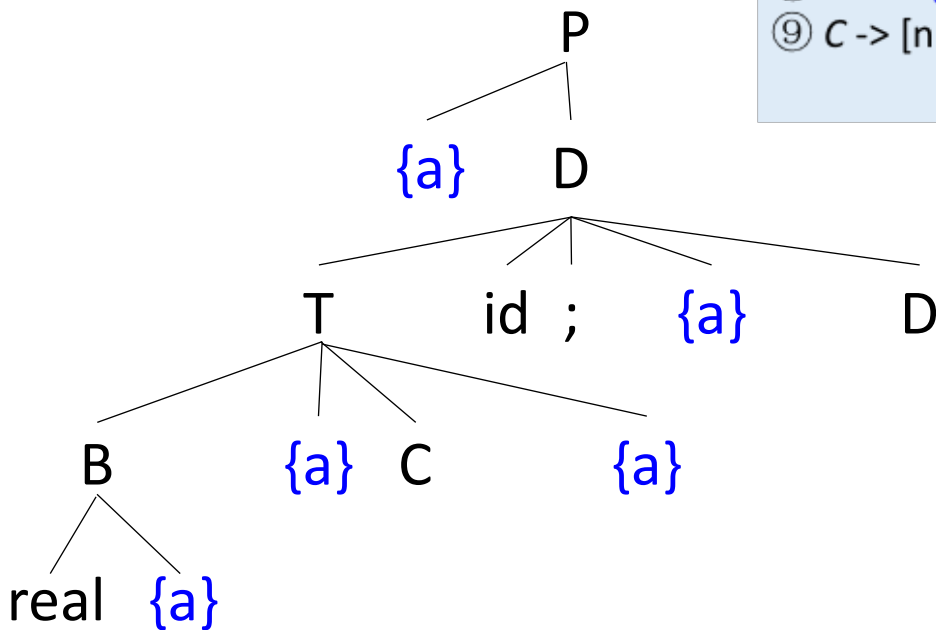 P
⑨ C -> [n
{a} D
T id ; {a} D
B {a} C {a}
real {a}